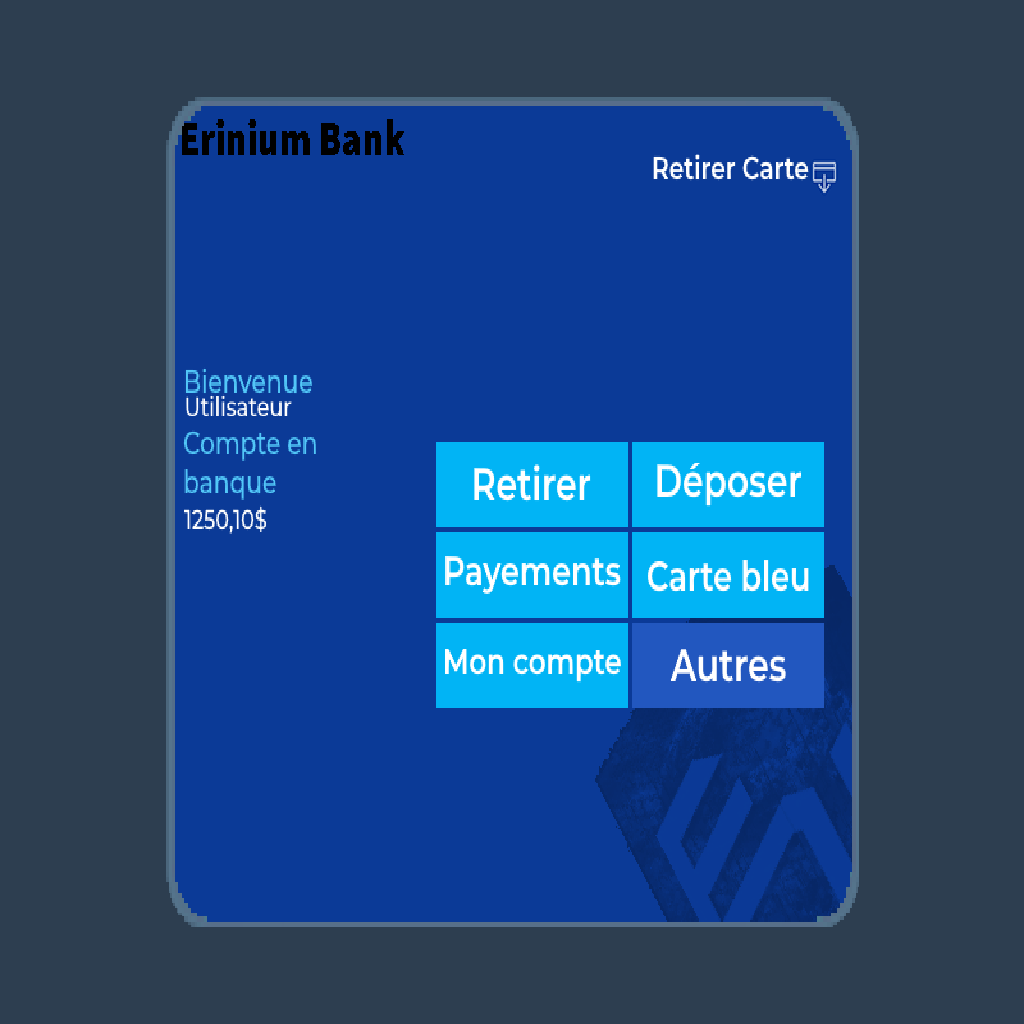 Erinium Bank
Retirer Carte
Bienvenue
Utilisateur
Compte en
banque
1250,10$
Retirer
Déposer
Payements
Carte bleu
Mon compte
Autres